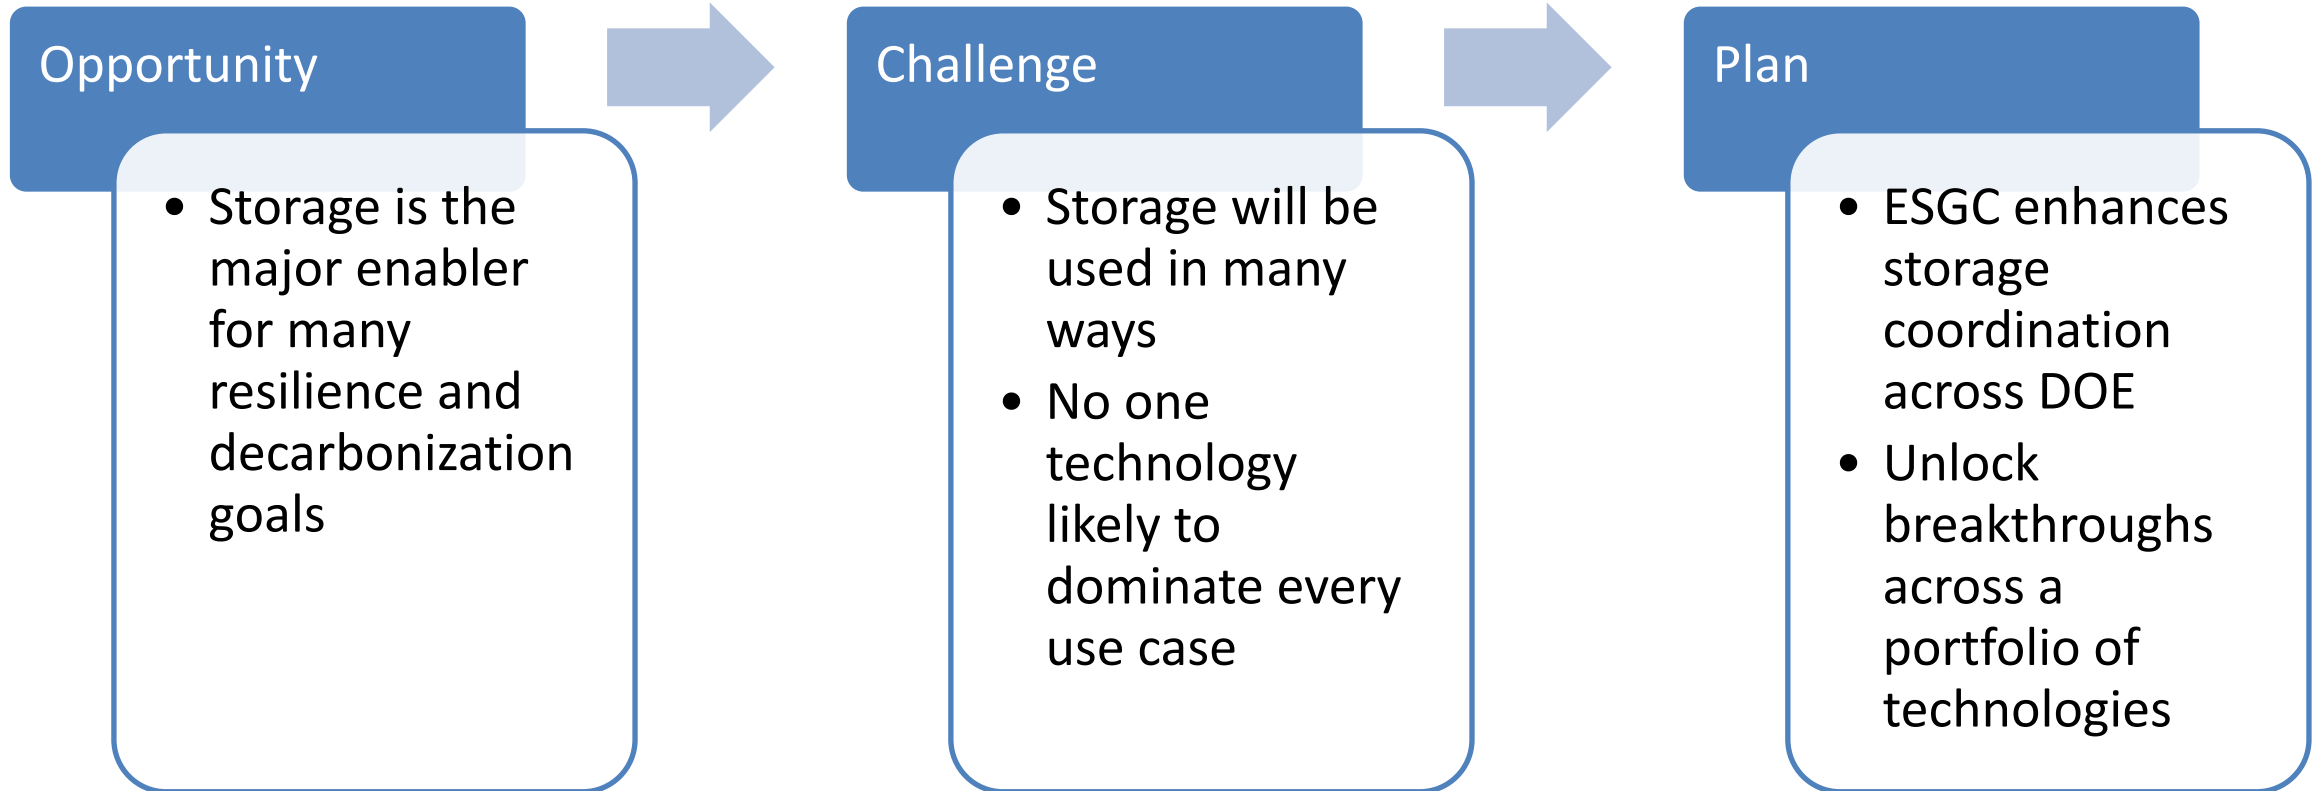 Opportunity
• Storage is the
major enabler
for many
resilience and
decarbonization
goals
Challenge
• Storage will be
used in many
ways
• No one
technology
likely to
dominate every
use case
Plan
• ESGC enhances
storage
coordination
across DOE
• Unlock
breakthroughs
across a
portfolio of
technologies